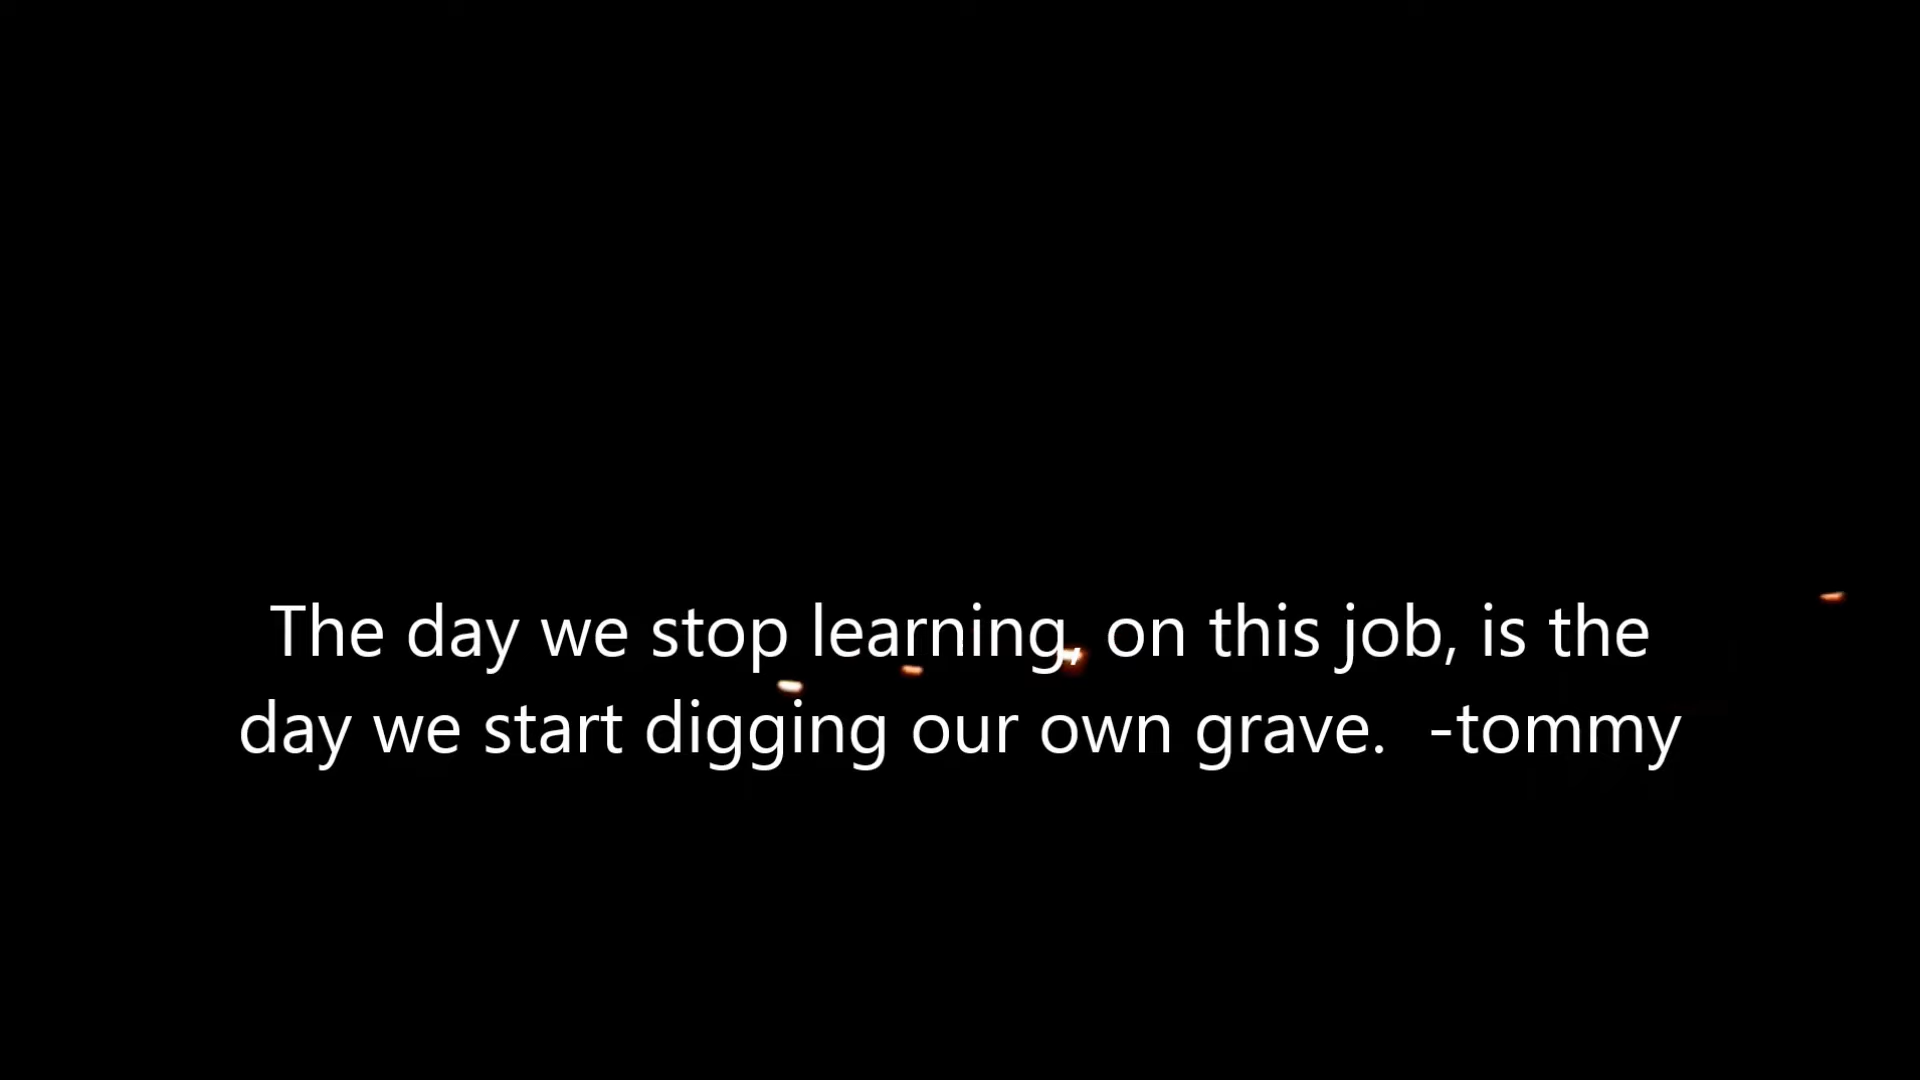 The day we stop learning, on this job, is the
day we start digging our own grave.  -tommy